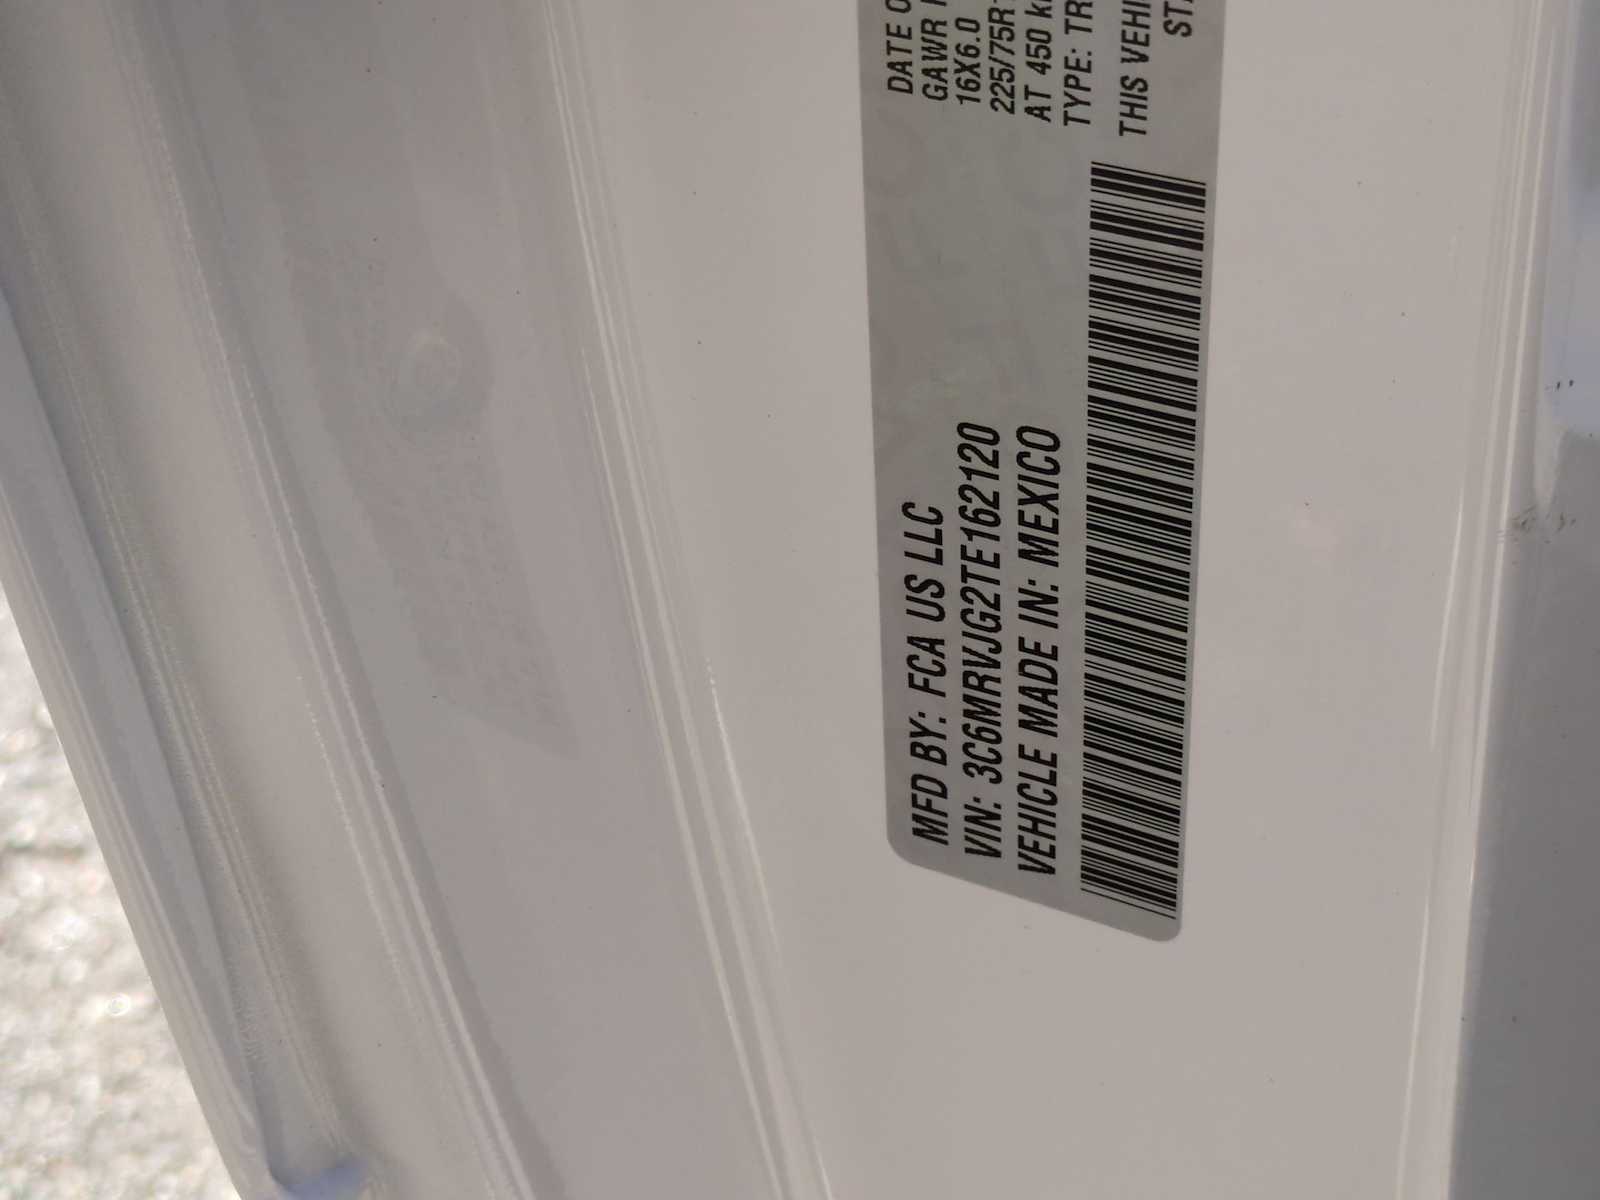 MFD BY: FCA US LLC
VIN: 3C6MRVJG2TE162120
VEHICLE MADE IN: MEXICO
DATE O
GAWR
16X6.0
225/75R1
AT 450
TYPE: TR
THIS VEHI
ST